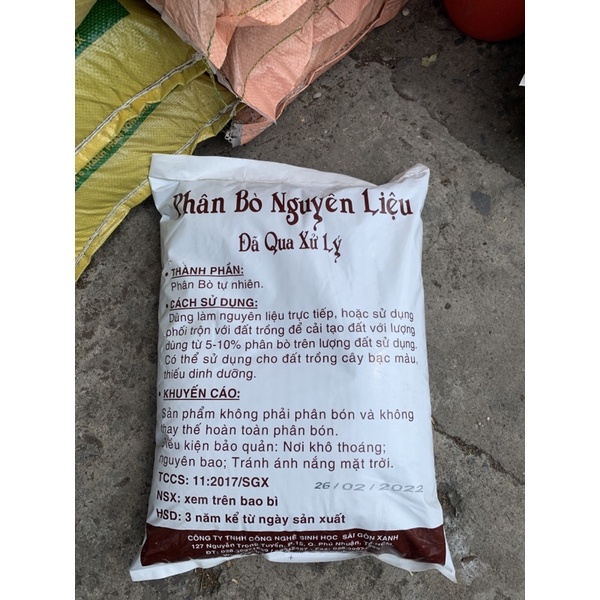 Phân Bò Nguyên Liệu
Đã Qua Xử Lý
• THÀNH PHẦN:
Phân Bò tự nhiên.
• CÁCH SỬ DỤNG:
Dùng làm nguyên liệu trực tiếp, hoặc sử dụng
phối trộn với đất trồng để cải tạo đất với lượng
dùng từ 5-10% phân bò trên lượng đất sử dụng.
Có thể sử dụng cho đất trồng cây bạc màu,
thiếu dinh dưỡng.
• KHUYẾN CÁO:
Sản phẩm không phải phân bón và không
thay thế hoàn toàn phân bón.
Điều kiện bảo quản: Nơi khô thoáng;
nguyên bao; Tránh ánh nắng mặt trời.
TCCS: 11:2017/SGX
26/02/2022
NSX: xem trên bao bì
HSD: 3 năm kể từ ngày sản xuất
CÔNG TY TNHH CÔNG NGHỆ SINH HỌC SÀI GÒN XANH
127 Nguyễn Trọng Tuyển, P.15, Q. Phú Nhuận,